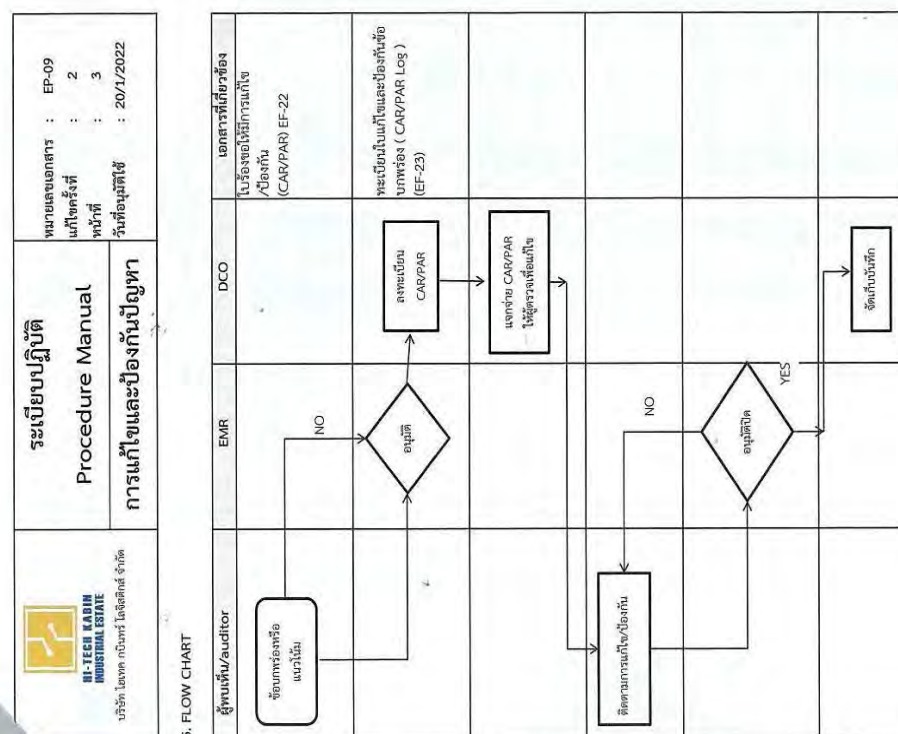 HI-TECH KABIN
INDUSTRIAL ESTATE
บริษัท ไฮเทค กบินทร์ โลจิสติกส์ จำกัด
ระเบียบปฏิบัติ
Procedure Manual
การแก้ไขและป้องกันปัญหา
หมายเลขเอกสาร : EP-09
แก้ไขครั้งที่ : 2
หน้าที่ : 3
วันที่อนุมัติใช้ : 20/1/2022
. FLOW CHART
ผู้พบเห็น/auditor
EMR
DCO
เอกสารที่เกี่ยวข้อง
ข้อบกพร่องหรือ
แนวโน้ม
ใบร้องขอให้มีการแก้ไข
/ป้องกัน
(CAR/PAR) EF-22
NO
อนุมัติ
ลงทะเบียน
CAR/PAR
ทะเบียนใบแก้ไขและป้องกันข้อ
บกพร่อง ( CAR/PAR Log )
(EF-23)
แจกจ่าย CAR/PAR
ให้ผู้ตรวจเพื่อแก้ไข
ติดตามการแก้ไข/ป้องกัน
NO
อนุมัติปิด
YES
จัดเก็บบันทึก